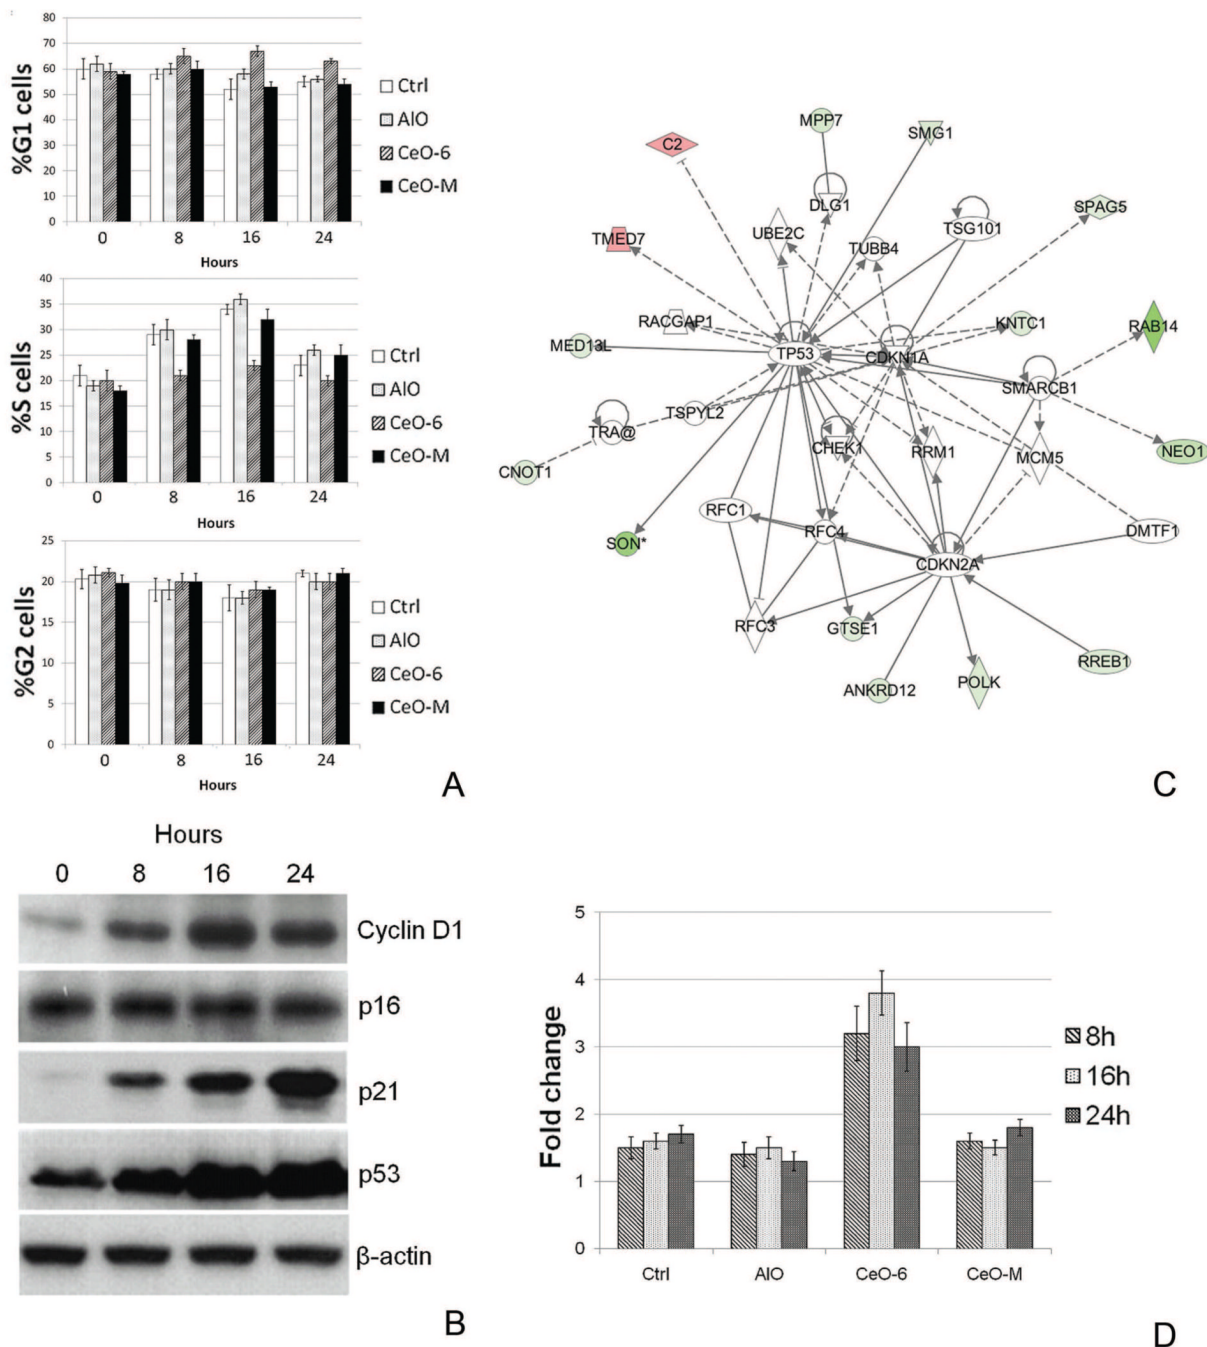 80
70
60
50
40
30
20
10
0
%G1 cells
0 8 16 24
Hours
Ctrl
AlO
CeO-6
CeO-M
40
35
30
25
20
15
10
5
0
%S cells
0 8 16 24
Hours
Ctrl
AlO
CeO-6
CeO-M
25
20
15
10
5
0
%G2 cells
0 8 16 24
Hours
Ctrl
AlO
CeO-6
CeO-M
A
MPP7
SMG1
C2
DLG1
SPAG5
UBE2C
TSG101
TMED7
TUBB4
RACGAP1
KNTC1
RAB14
MED13L
TP53
CDKN1A
SMARCB1
TSPYL2
TRA@
CHEK1
RRM1
MCM5
NEO1
CNOT1
RFC1
RFC4
DMTF1
SON*
CDKN2A
RFC3
GTSE1
RREB1
ANKRD12
POLK
C
Hours
0 8 16 24
Cyclin D1
p16
p21
p53
β-actin
B
5
4
3
2
1
0
Fold change
Ctrl AlO CeO-6 CeO-M
8h
16h
24h
D